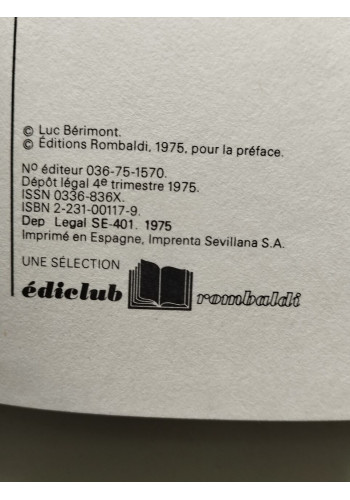 © Luc Bérimont.
© Éditions Rombaldi, 1975, pour la préface.
Nº éditeur 036-75-1570.
Dépôt légal 4e trimestre 1975.
ISSN 0336-836X.
ISBN 2-231-00117-9.
Dep Legal SE-401. 1975
Imprimé en Espagne, Imprenta Sevillana S.A.
UNE SÉLECTION
édiclub rombaldi